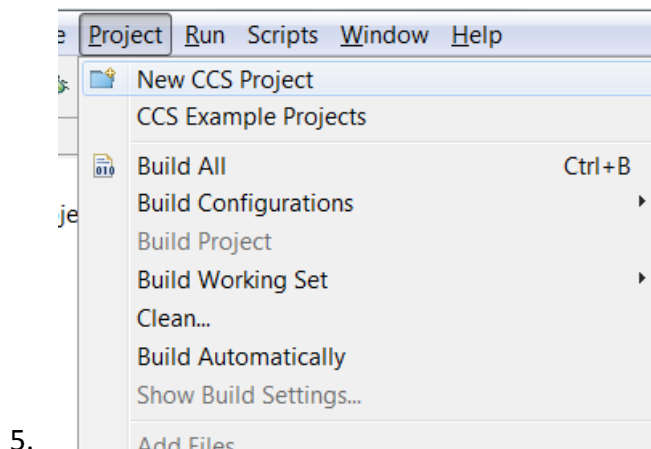 e Project Run Scripts Window Help
New CCS Project
CCS Example Projects
Build All Ctrl+B
Build Configurations
je
Build Project
Build Working Set
Clean...
Build Automatically
Show Build Settings...
5. Add Files